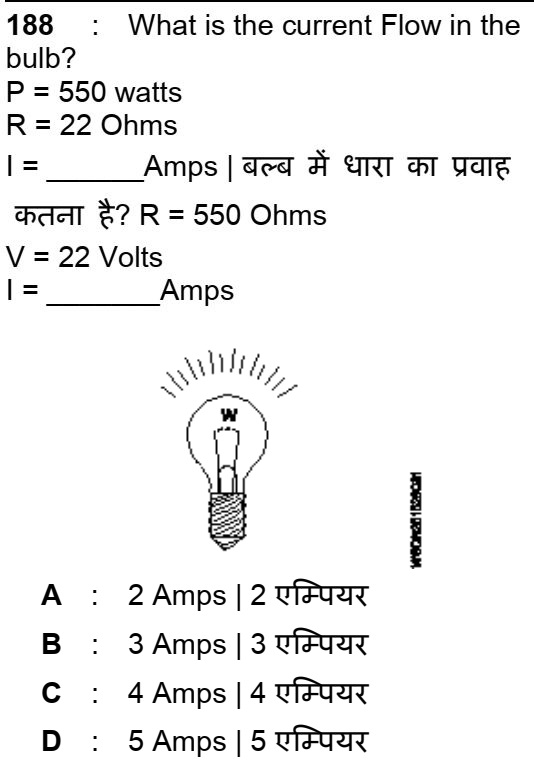 188 : What is the current Flow in the
bulb?
P = 550 watts
R = 22 Ohms
I = ______Amps | बल्ब में धारा का प्रवाह
कतना है? R = 550 Ohms
V = 22 Volts
I = _______Amps
W
A : 2 Amps | 2 एम्पियर
B : 3 Amps | 3 एम्पियर
C : 4 Amps | 4 एम्पियर
D : 5 Amps | 5 एम्पियर